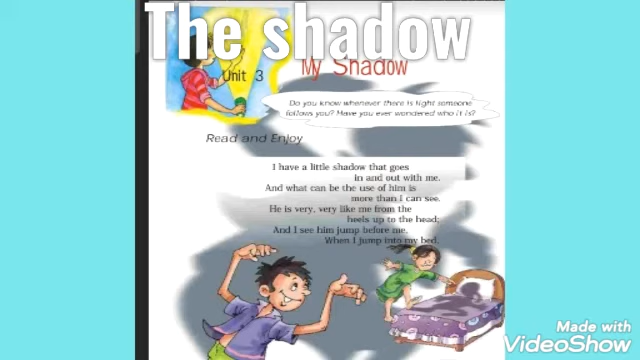 The shadow
Unit 3
My Shadow
Do you know whenever there is light someone
follows you? Have you ever wondered who it is?
Read and Enjoy
I have a little shadow that goes
in and out with me.
And what can be the use of him is
more than I can see.
He is very, very like me from the
heels up to the head;
And I see him jump before me,
When I jump into my bed.
Made with
VideoShow